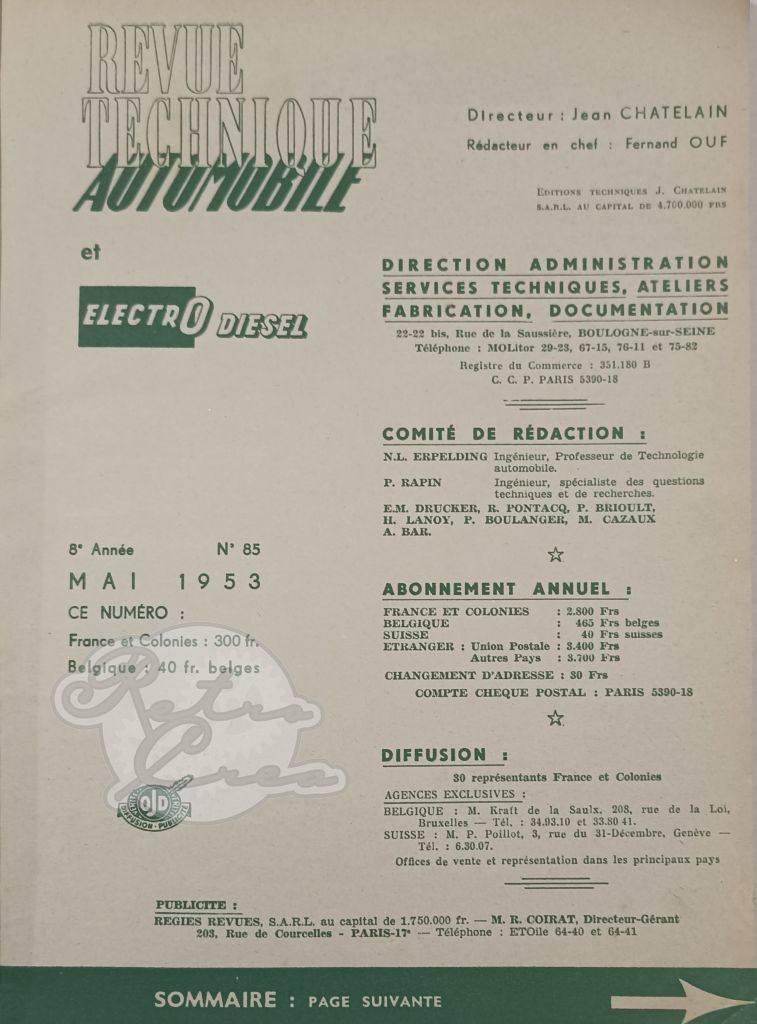 REVUE
TECHNIQUE
AUTOMOBILE
et
ELECTRO DIESEL
Directeur : Jean CHATELAIN
Rédacteur en chef : Fernand OUF
EDITIONS TECHNIQUES J. CHATELAIN
S.A.R.L. AU CAPITAL DE 4.700.000 FRS
DIRECTION ADMINISTRATION
SERVICES TECHNIQUES, ATELIERS
FABRICATION, DOCUMENTATION
22-22 bis, Rue de la Saussière, BOULOGNE-sur-SEINE
Téléphone : MOLitor 29-23, 67-15, 76-11 et 75-82
Registre du Commerce : 351.180 B
C. C. P. PARIS 5390-18
COMITÉ DE RÉDACTION :
N.L. ERPELDING Ingénieur, Professeur de Technologie
automobile.
P. RAPIN Ingénieur, spécialiste des questions
techniques et de recherches.
E.M. DRUCKER, R. PONTACQ, P. BRIOULT,
H. LANOY, P. BOULANGER, M. CAZAUX
A. BAR.
8e Année N° 85
MAI 1953
CE NUMÉRO :
France et Colonies : 300 fr.
Belgique : 40 fr. belges
Retro
Crea
OJD
DIFFUSION - PUBLICITE
ABONNEMENT ANNUEL :
FRANCE ET COLONIES : 2.800 Frs
BELGIQUE : 465 Frs belges
SUISSE : 40 Frs suisses
ETRANGER : Union Postale : 3.400 Frs
Autres Pays : 3.700 Frs
CHANGEMENT D'ADRESSE : 30 Frs
COMPTE CHEQUE POSTAL : PARIS 5390-18
DIFFUSION :
30 représentants France et Colonies
AGENCES EXCLUSIVES :
BELGIQUE : M. Kraft de la Saulx, 208, rue de la Loi,
Bruxelles — Tél. : 34.93.10 et 33.80 41.
SUISSE : M. P. Poillot, 3, rue du 31-Décembre, Genève —
Tél. : 6.30.07.
Offices de vente et représentation dans les principaux pays
PUBLICITE :
REGIES REVUES, S.A.R.L. au capital de 1.750.000 fr. — M. R. COIRAT, Directeur-Gérant
203, Rue de Courcelles - PARIS-17e — Téléphone : ETOile 64-40 et 64-41
SOMMAIRE : PAGE SUIVANTE